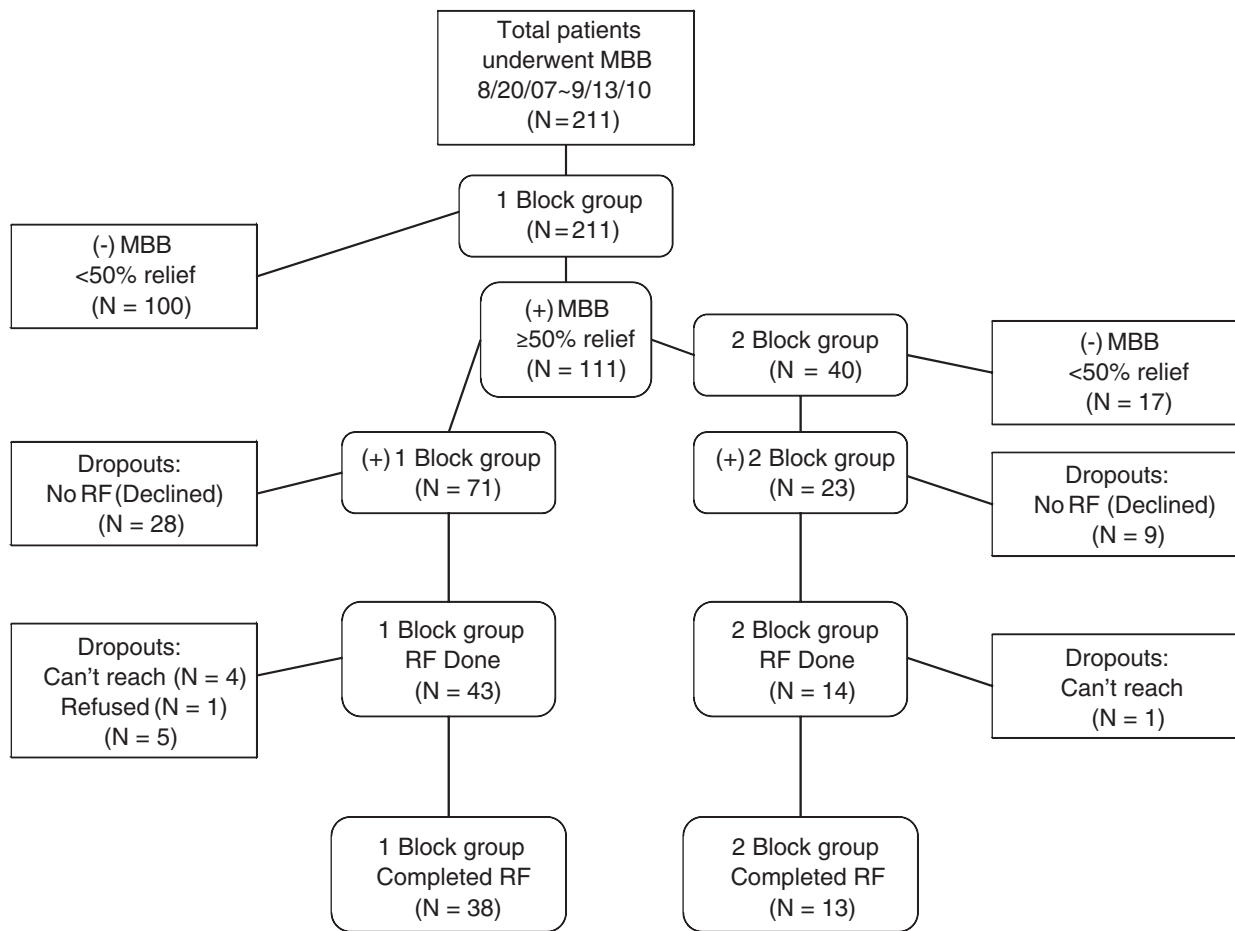 Total patients
underwent MBB
8/20/07~9/13/10
(N=211)
1 Block group
(N=211)
(-) MBB
<50% relief
(N = 100)
(+) MBB
≥50% relief
(N = 111)
2 Block group
(N = 40)
(-) MBB
<50% relief
(N = 17)
Dropouts:
No RF (Declined)
(N = 28)
(+) 1 Block group
(N = 71)
(+) 2 Block group
(N = 23)
Dropouts:
No RF (Declined)
(N = 9)
Dropouts:
Can't reach (N = 4)
Refused (N = 1)
(N = 5)
1 Block group
RF Done
(N = 43)
2 Block group
RF Done
(N = 14)
Dropouts:
Can't reach
(N = 1)
1 Block group
Completed RF
(N = 38)
2 Block group
Completed RF
(N = 13)